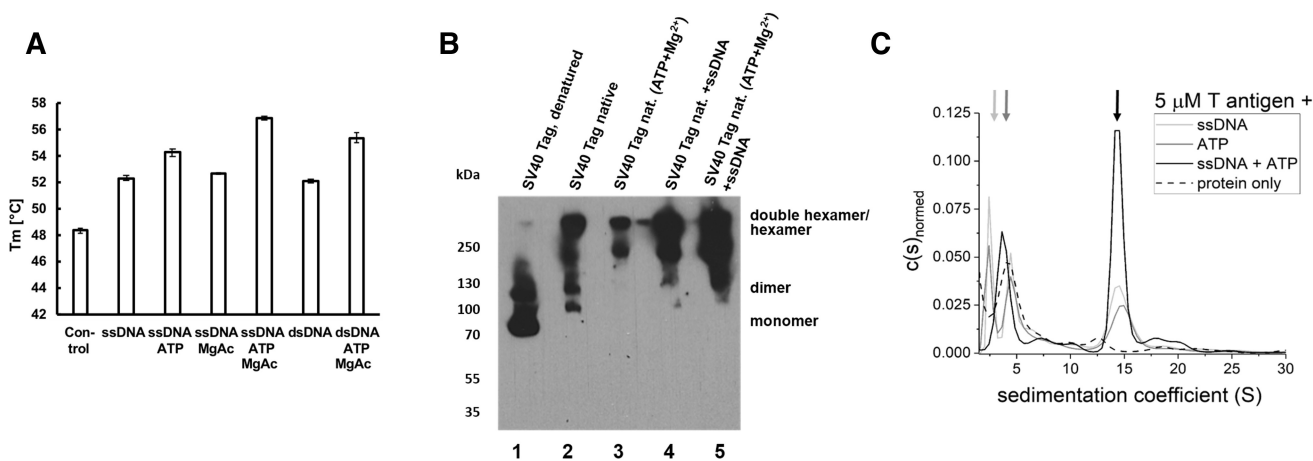 A
Tm [°C]
58
56
54
52
50
48
46
44
42
Con-
trol
ssDNA
ssDNA
ATP
ssDNA
MgAc
ssDNA
ATP
MgAc
dsDNA
dsDNA
ATP
MgAc
B
SV40 Tag, denatured
SV40 Tag native
SV40 Tag nat. (ATP+Mg²⁺)
SV40 Tag nat. +ssDNA
SV40 Tag nat. (ATP+Mg²⁺)
+ssDNA
kDa
250
130
100
70
55
35
double hexamer/
hexamer
dimer
monomer
1 2 3 4 5
C
5 µM T antigen +
ssDNA
ATP
ssDNA + ATP
protein only
c(s)normed
0.125
0.100
0.075
0.050
0.025
0.000
5 10 15 20 25 30
sedimentation coefficient (S)